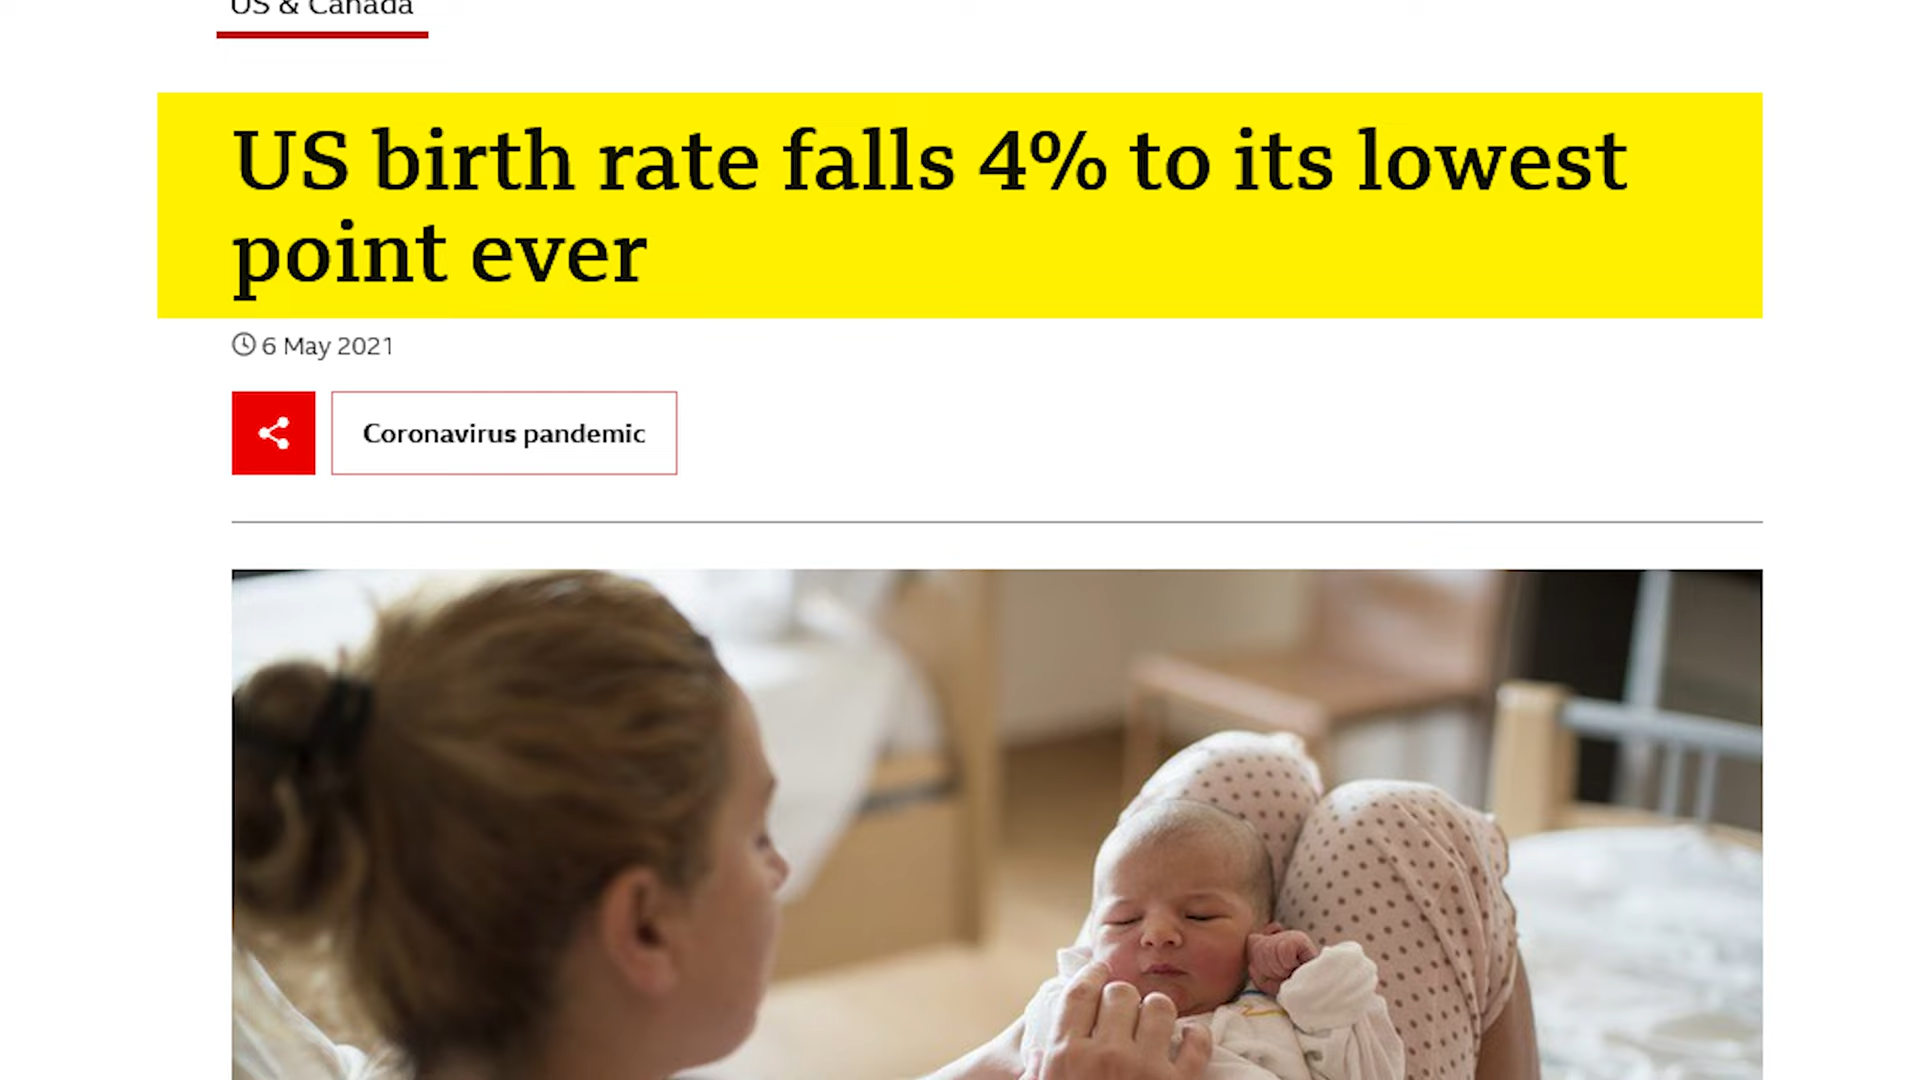 US & Canada
US birth rate falls 4% to its lowest
point ever
6 May 2021
Coronavirus pandemic